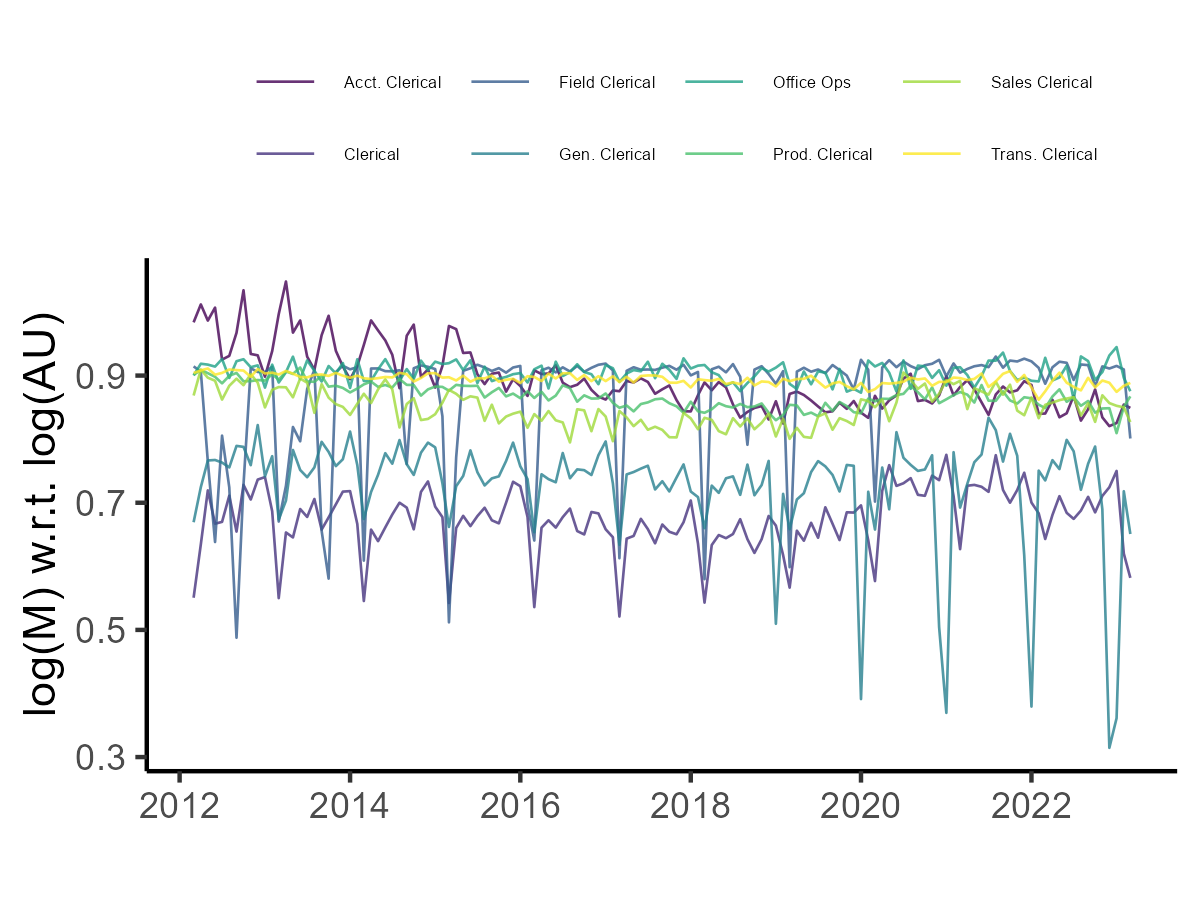 Acct. Clerical Field Clerical Office Ops Sales Clerical
Clerical Gen. Clerical Prod. Clerical Trans. Clerical
log(M) w.r.t. log(AU)
0.9
0.7
0.5
0.3
2012 2014 2016 2018 2020 2022